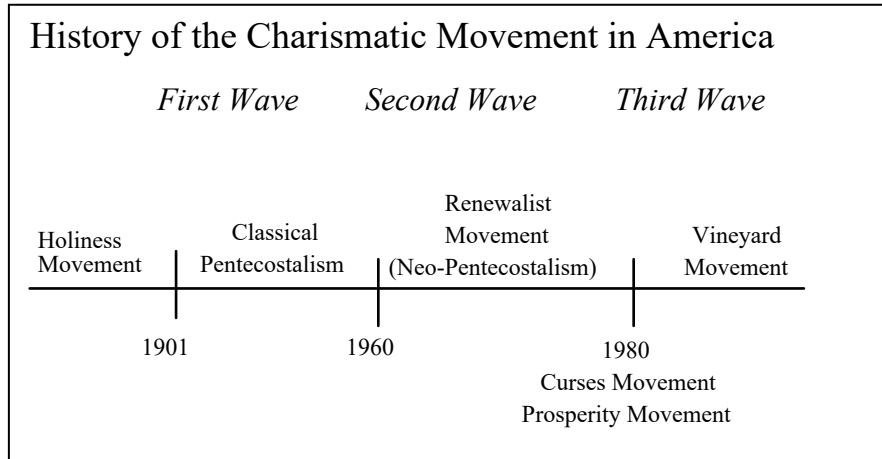 History of the Charismatic Movement in America
First Wave Second Wave Third Wave
Holiness
Movement
Classical
Pentecostalism
Renewalist
Movement
(Neo-Pentecostalism)
Vineyard
Movement
1901 1960 1980
Curses Movement
Prosperity Movement